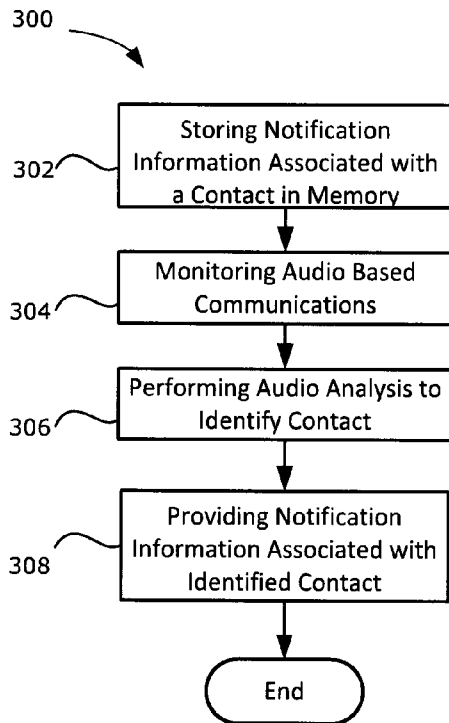 300
Storing Notification
302
Information Associated with
a Contact in Memory
Monitoring Audio Based
304
Communications
Performing Audio Analysis to
306
Identify Contact
Providing Notification
308
Information Associated with
Identified Contact
End